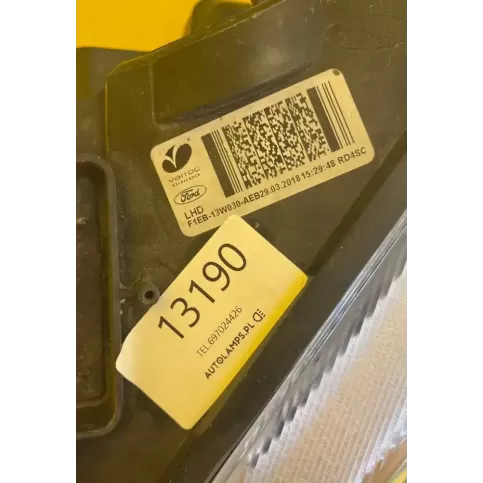 varroc
Ford
LHD
F1EB-13W030-AEB29.03.2018 15:29:48 RD4SC
13190
TEL.697024426
AUTOLAMPS.PL